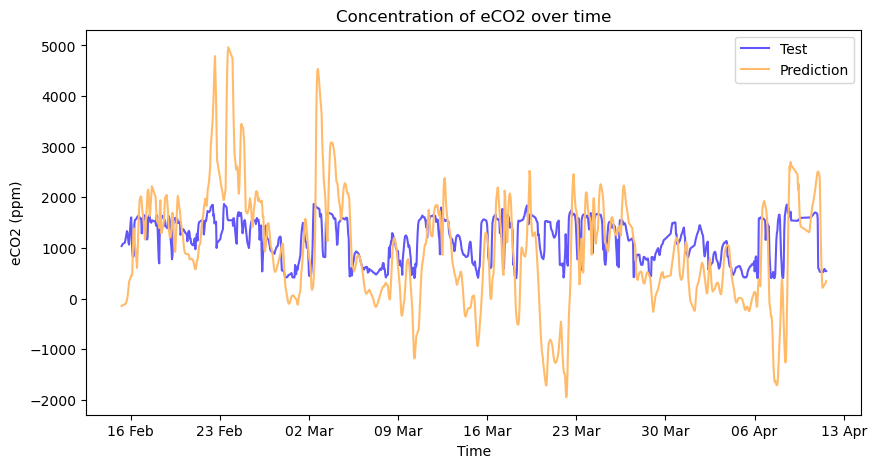 Concentration of eCO2 over time
Test
Prediction
eCO2 (ppm)
5000
4000
3000
2000
1000
0
−1000
−2000
16 Feb
23 Feb
02 Mar
09 Mar
16 Mar
23 Mar
30 Mar
06 Apr
13 Apr
Time